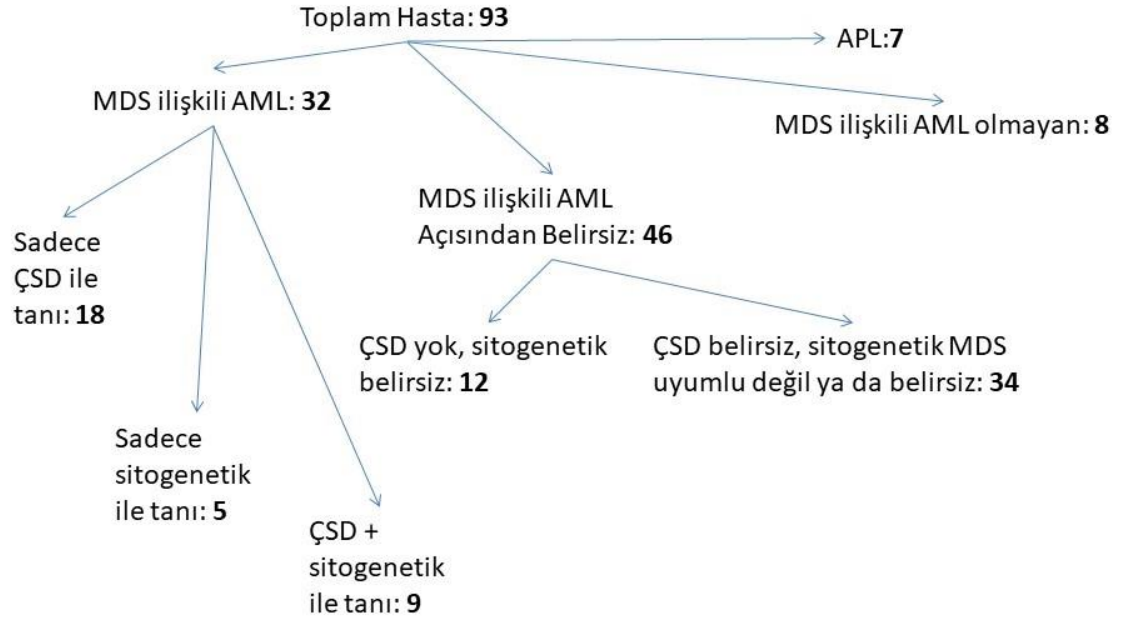 Toplam Hasta: 93
APL:7
MDS ilişkili AML: 32
MDS ilişkili AML olmayan: 8
MDS ilişkili AML
Açısından Belirsiz: 46
Sadece
ÇSD ile
tanı: 18
ÇSD yok, sitogenetik
belirsiz: 12
ÇSD belirsiz, sitogenetik MDS
uyumlu değil ya da belirsiz: 34
Sadece
sitogenetik
ile tanı: 5
ÇSD +
sitogenetik
ile tanı: 9